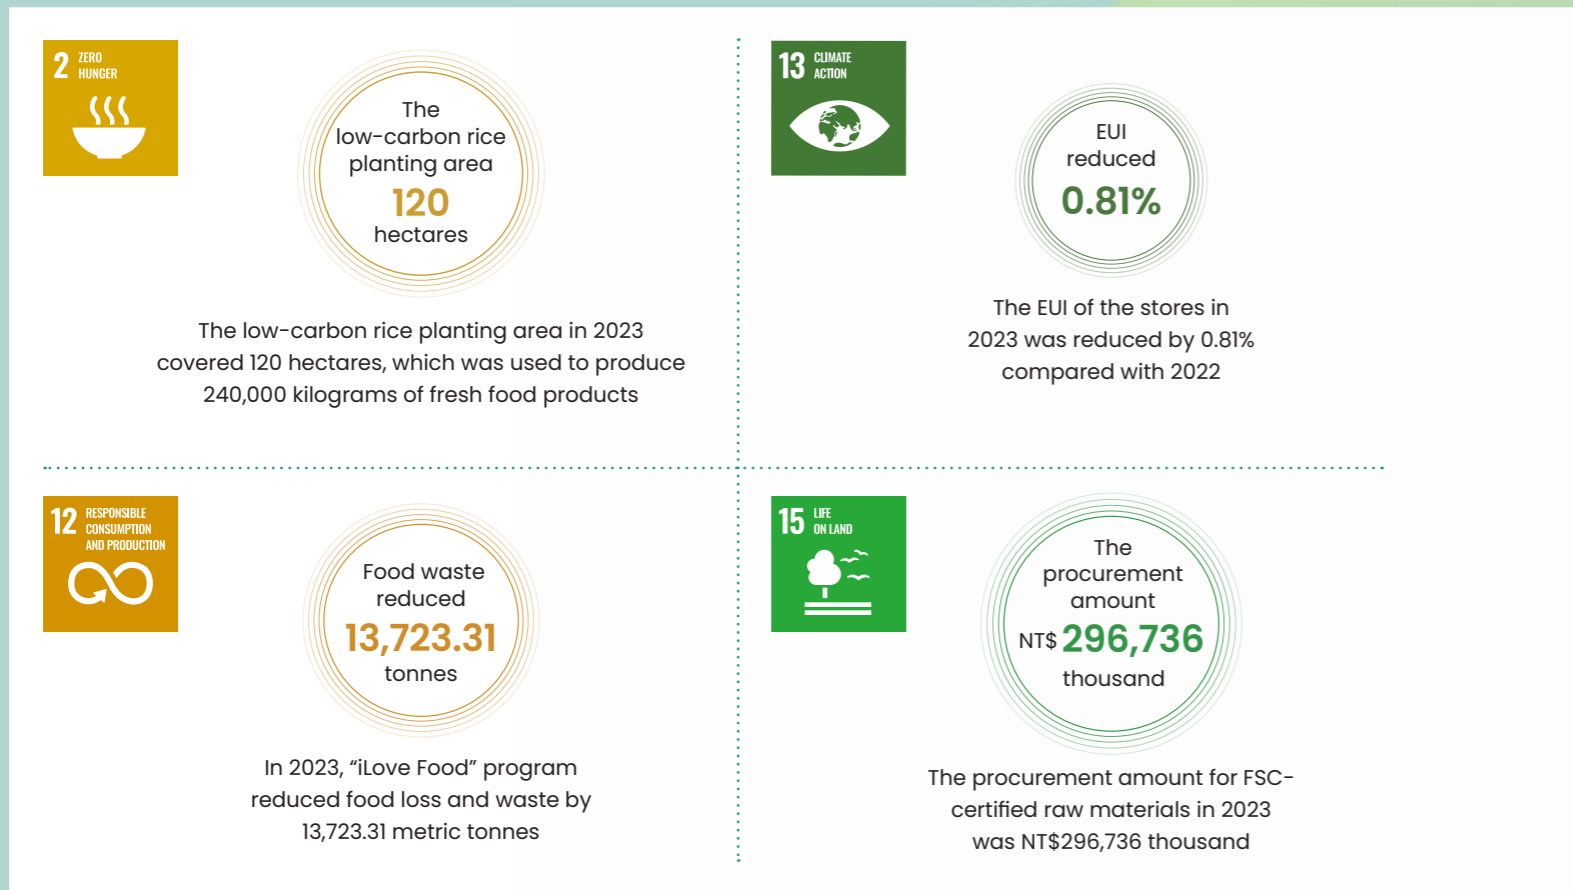 2 ZERO
HUNGER
The
low-carbon rice
planting area
120
hectares
The low-carbon rice planting area in 2023
covered 120 hectares, which was used to produce
240,000 kilograms of fresh food products
13 CLIMATE
ACTION
EUI
reduced
0.81%
The EUI of the stores in
2023 was reduced by 0.81%
compared with 2022
12 RESPONSIBLE
CONSUMPTION
AND PRODUCTION
Food waste
reduced
13,723.31
tonnes
In 2023, “iLove Food” program
reduced food loss and waste by
13,723.31 metric tonnes
15 LIFE
ON LAND
The
procurement
amount
NT$ 296,736
thousand
The procurement amount for FSC-
certified raw materials in 2023
was NT$296,736 thousand